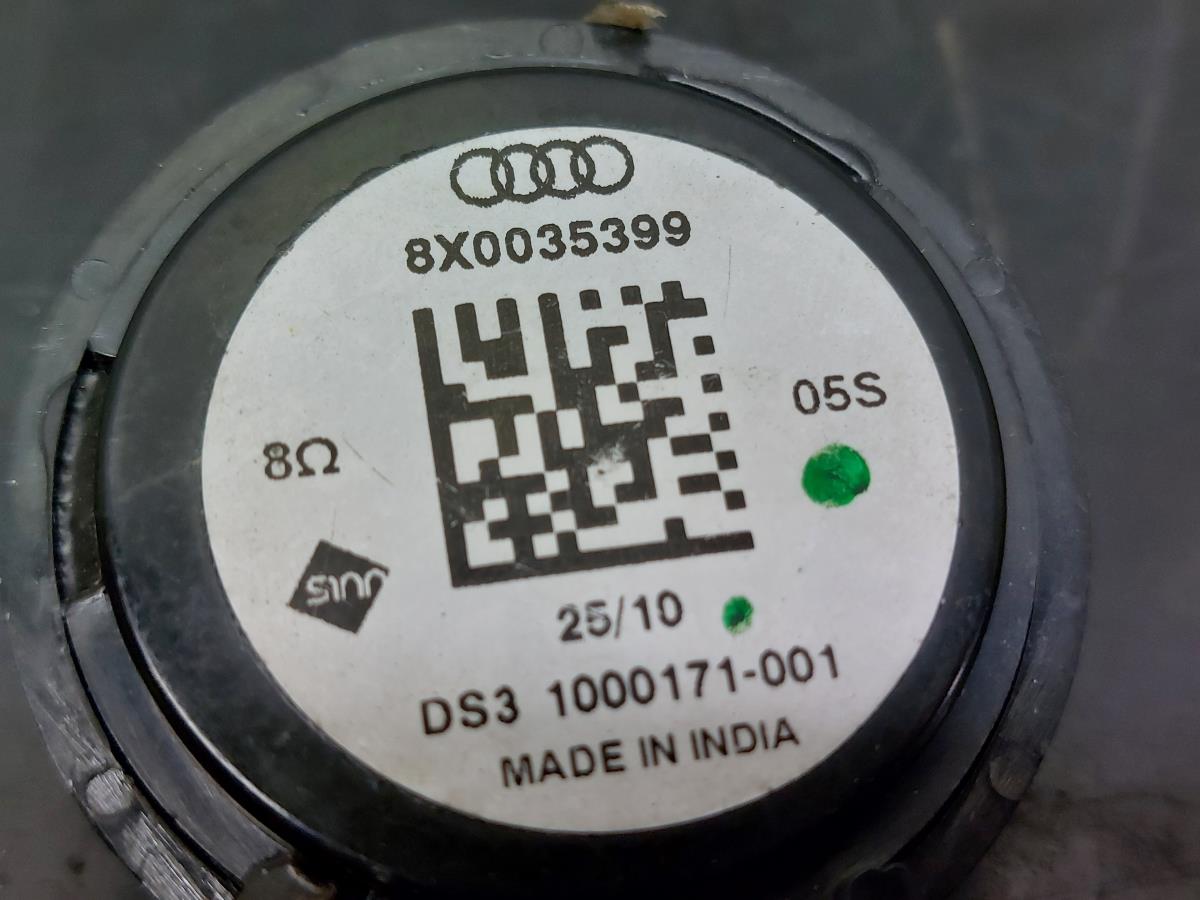 8X0035399
05S
8Ω
25/10
DS3 1000171-001
MADE IN INDIA